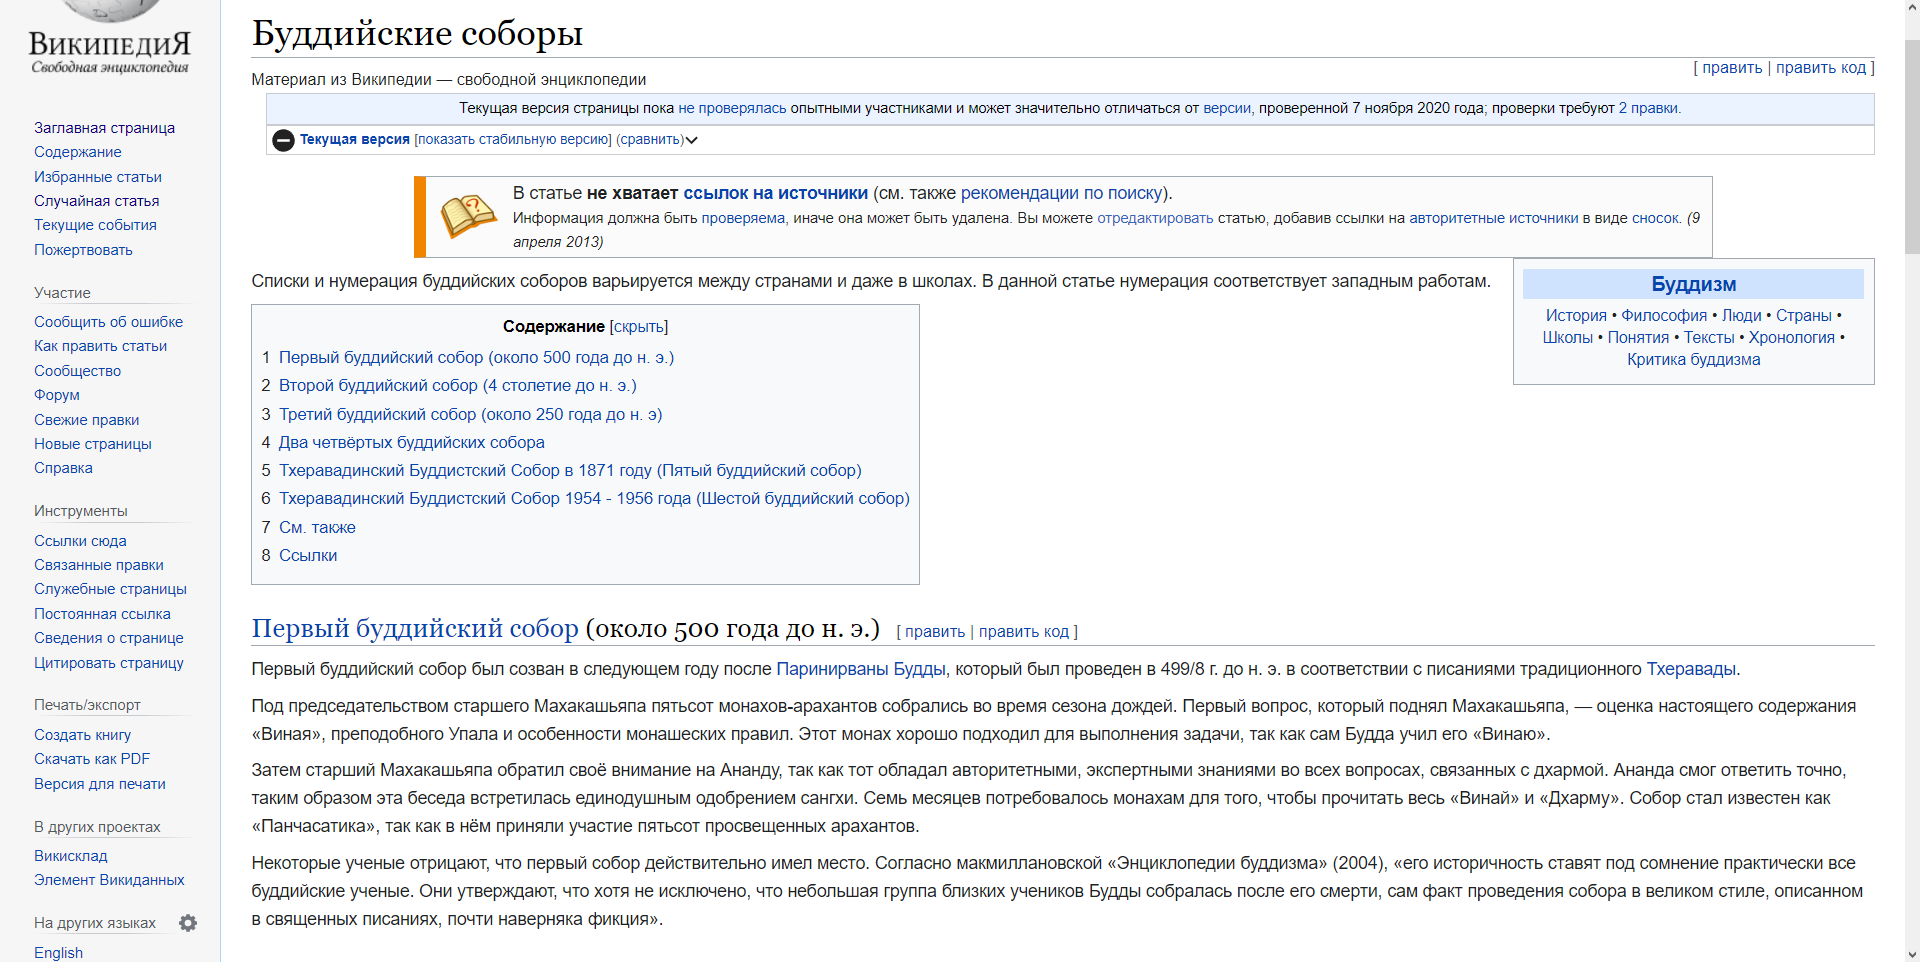 ВикипедиЯ
Свободная энциклопедия
Заглавная страница
Содержание
Избранные статьи
Случайная статья
Текущие события
Пожертвовать
Участие
Сообщить об ошибке
Как править статьи
Сообщество
Форум
Свежие правки
Новые страницы
Справка
Инструменты
Ссылки сюда
Связанные правки
Служебные страницы
Постоянная ссылка
Сведения о странице
Цитировать страницу
Печать/экспорт
Создать книгу
Скачать как PDF
Версия для печати
В других проектах
Викисклад
Элемент Викиданных
На других языках
English
Буддийские соборы
[ править | править код ]
Материал из Википедии — свободной энциклопедии
Текущая версия страницы пока не проверялась опытными участниками и может значительно отличаться от версии, проверенной 7 ноября 2020 года; проверки требуют 2 правки.
Текущая версия [показать стабильную версию] (сравнить)
В статье не хватает ссылок на источники (см. также рекомендации по поиску).
Информация должна быть проверяема, иначе она может быть удалена. Вы можете отредактировать статью, добавив ссылки на авторитетные источники в виде сносок. (9
апреля 2013)
Списки и нумерация буддийских соборов варьируется между странами и даже в школах. В данной статье нумерация соответствует западным работам.
Буддизм
История • Философия • Люди • Страны •
Школы • Понятия • Тексты • Хронология •
Критика буддизма
Содержание [скрыть]
1 Первый буддийский собор (около 500 года до н. э.)
2 Второй буддийский собор (4 столетие до н. э.)
3 Третий буддийский собор (около 250 года до н. э)
4 Два четвёртых буддийских собора
5 Тхеравадинский Буддистский Собор в 1871 году (Пятый буддийский собор)
6 Тхеравадинский Буддистский Собор 1954 - 1956 года (Шестой буддийский собор)
7 См. также
8 Ссылки
Первый буддийский собор (около 500 года до н. э.) [ править | править код ]
Первый буддийский собор был созван в следующем году после Паринирваны Будды, который был проведен в 499/8 г. до н. э. в соответствии с писаниями традиционного Тхеравады.
Под председательством старшего Махакашьяпа пятьсот монахов-арахантов собрались во время сезона дождей. Первый вопрос, который поднял Махакашьяпа, — оценка настоящего содержания
«Виная», преподобного Упала и особенности монашеских правил. Этот монах хорошо подходил для выполнения задачи, так как сам Будда учил его «Винаю».
Затем старший Махакашьяпа обратил своё внимание на Ананду, так как тот обладал авторитетными, экспертными знаниями во всех вопросах, связанных с дхармой. Ананда смог ответить точно,
таким образом эта беседа встретилась единодушным одобрением сангхи. Семь месяцев потребовалось монахам для того, чтобы прочитать весь «Винай» и «Дхарму». Собор стал известен как
«Панчасатика», так как в нём приняли участие пятьсот просвещенных арахантов.
Некоторые ученые отрицают, что первый собор действительно имел место. Согласно макмиллановской «Энциклопедии буддизма» (2004), «его историчность ставят под сомнение практически все
буддийские ученые. Они утверждают, что хотя не исключено, что небольшая группа близких учеников Будды собралась после его смерти, сам факт проведения собора в великом стиле, описанном
в священных писаниях, почти наверняка фикция».